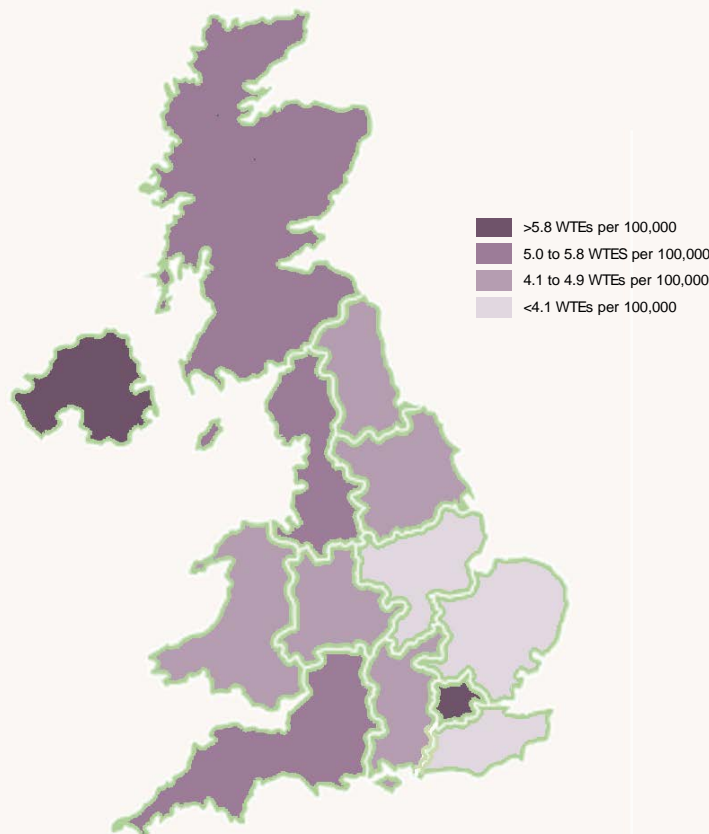 >5.8 WTEs per 100,000
5.0 to 5.8 WTES per 100,000
4.1 to 4.9 WTEs per 100,000
<4.1 WTEs per 100,000